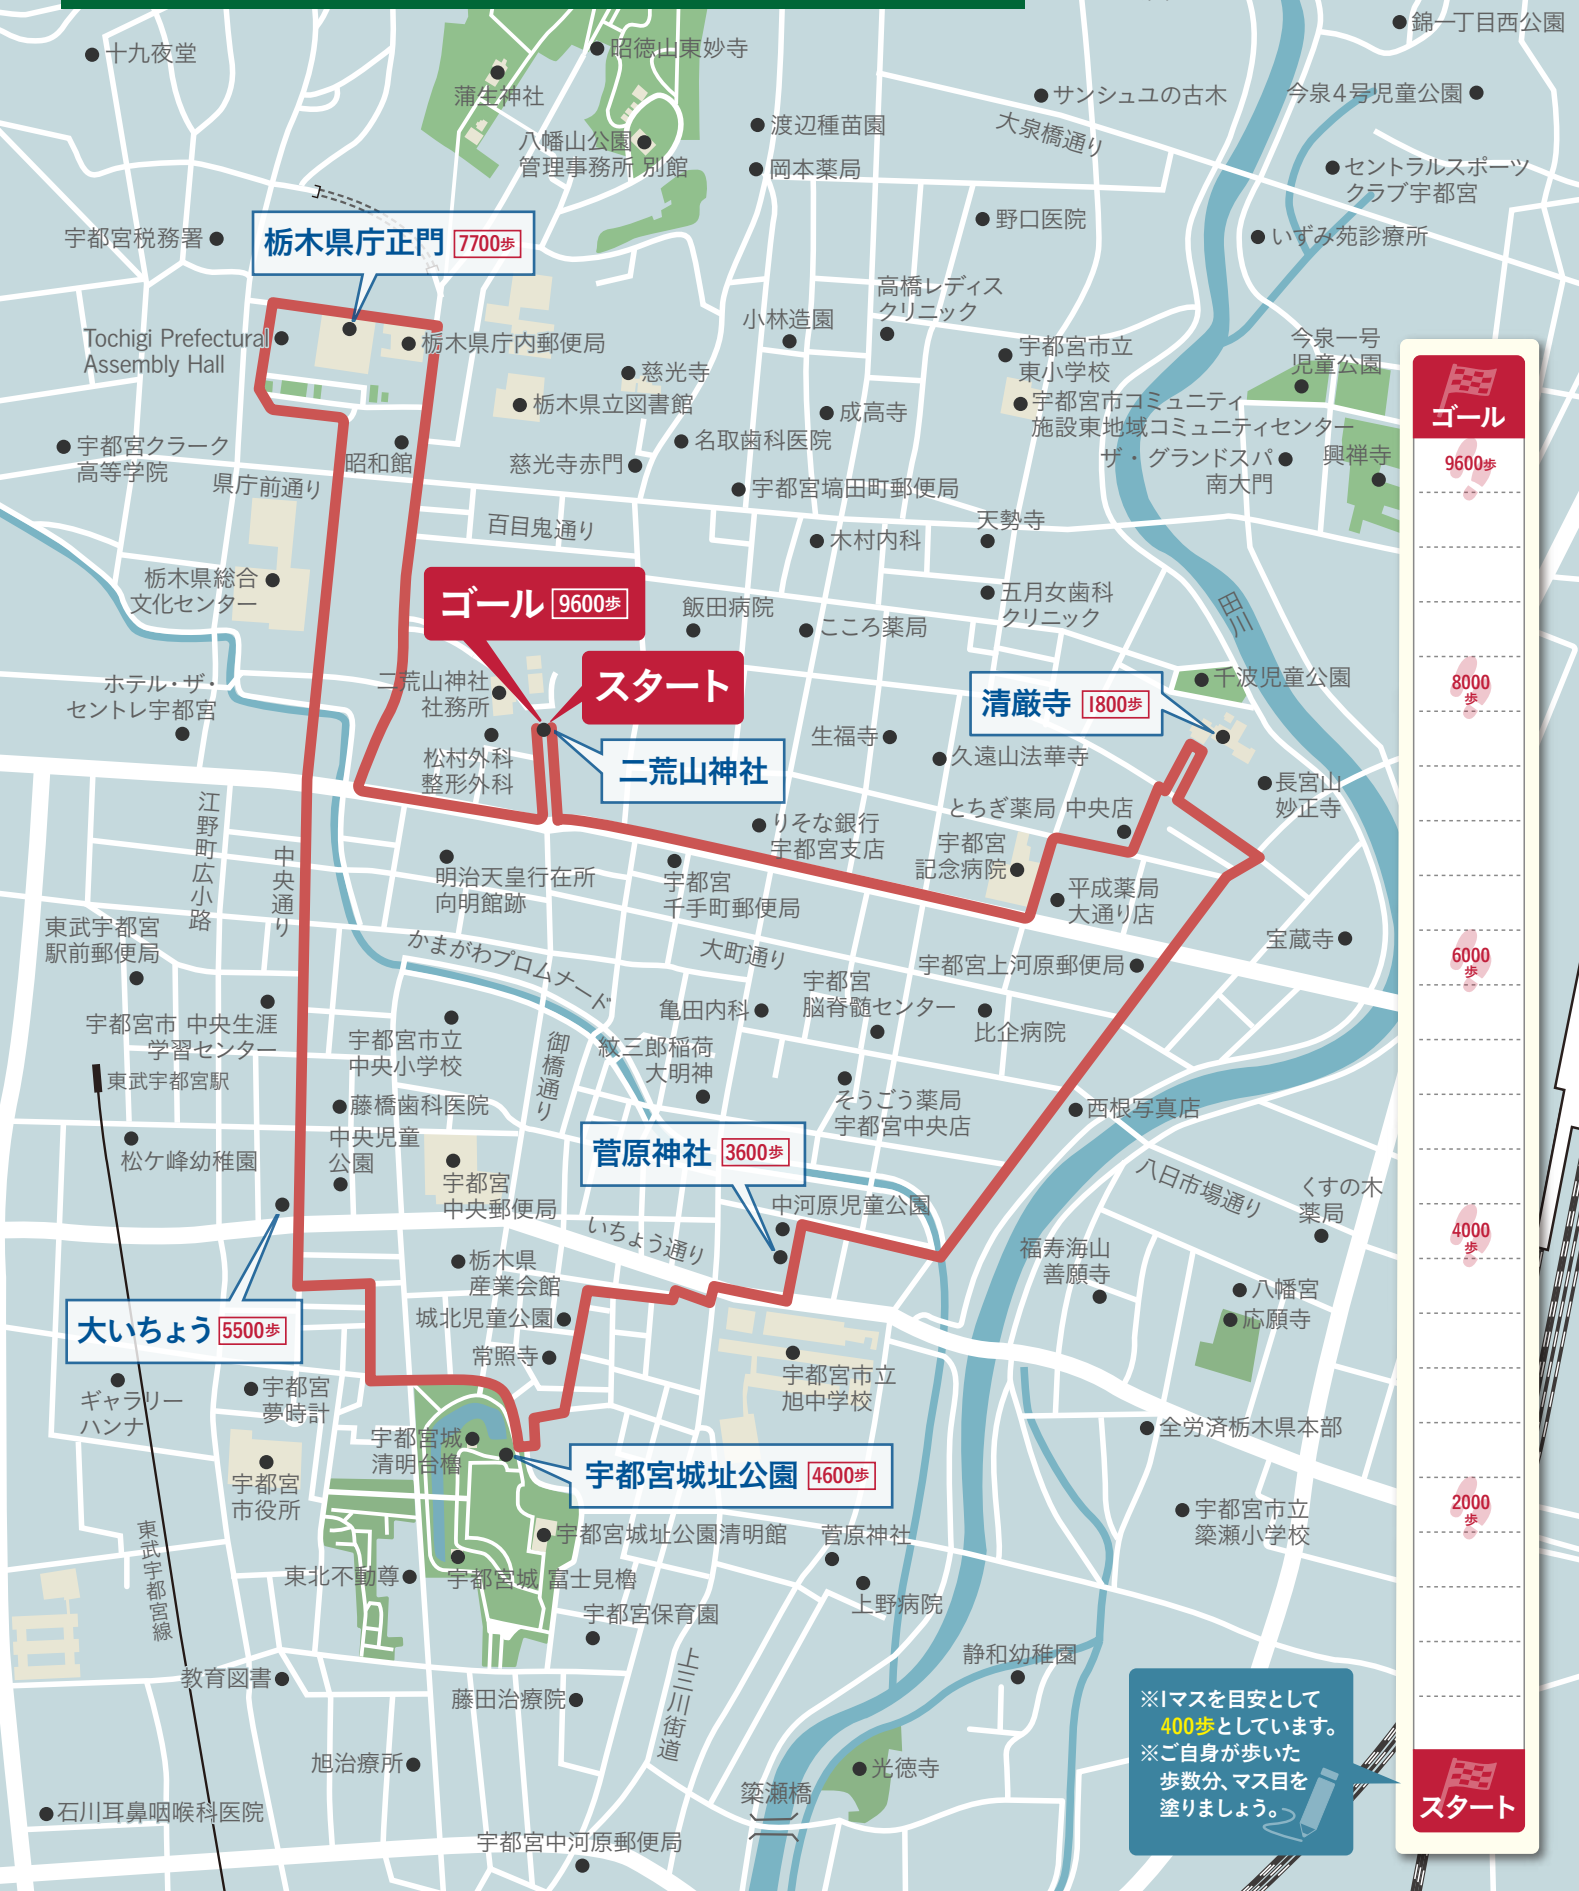 十九夜堂
昭徳山東妙寺
錦一丁目西公園
蒲生神社
サンシュユの古木
今泉4号児童公園
渡辺種苗園
大泉橋通り
八幡山公園
管理事務所 別館
岡本薬局
セントラルスポーツ
クラブ宇都宮
野口医院
宇都宮税務署
栃木県庁正門 7700歩
いずみ苑診療所
高橋レディス
クリニック
小林造園
Tochigi Prefectural
Assembly Hall
栃木県庁内郵便局
宇都宮市立
東小学校
今泉一号
児童公園
慈光寺
栃木県立図書館
成高寺
宇都宮市コミュニティ
施設東地域コミュニティセンター
宇都宮クラーク
高等学院
昭和館
名取歯科医院
慈光寺赤門
ザ・グランドスパ
南大門
興禅寺
県庁前通り
宇都宮塙田町郵便局
百目鬼通り
天勢寺
木村内科
栃木県総合
文化センター
ゴール 9600歩
飯田病院
こころ薬局
五月女歯科
クリニック
田川
ホテル・ザ・
セントレ宇都宮
二荒山神社
社務所
スタート
清厳寺 1800歩
千波児童公園
松村外科
整形外科
二荒山神社
生福寺
久遠山法華寺
長宮山
妙正寺
江野町広小路
中央通り
とちぎ薬局 中央店
りそな銀行
宇都宮支店
宇都宮
記念病院
明治天皇行在所
向明館跡
宇都宮
千手町郵便局
平成薬局
大通り店
東武宇都宮
駅前郵便局
かまがわプロムナード
大町通り
宇都宮上河原郵便局
宝蔵寺
宇都宮
脳脊髄センター
亀田内科
比企病院
宇都宮市 中央生涯
学習センター
宇都宮市立
中央小学校
御橋通り
紋三郎稲荷
大明神
東武宇都宮駅
藤橋歯科医院
そうごう薬局
宇都宮中央店
西根写真店
松ケ峰幼稚園
中央児童
公園
菅原神社 3600歩
八日市場通り
くすの木
薬局
宇都宮
中央郵便局
中河原児童公園
いちょう通り
福寿海山
善願寺
栃木県
産業会館
八幡宮
応願寺
大いちょう 5500歩
城北児童公園
常照寺
ギャラリー
ハンナ
宇都宮
夢時計
宇都宮市立
旭中学校
全労済栃木県本部
宇都宮城
清明台櫓
宇都宮城址公園 4600歩
宇都宮
市役所
東武宇都宮線
宇都宮城址公園清明館
菅原神社
宇都宮市立
簗瀬小学校
東北不動尊
宇都宮城 富士見櫓
上野病院
宇都宮保育園
上三川街道
静和幼稚園
教育図書
藤田治療院
旭治療所
光徳寺
簗瀬橋
石川耳鼻咽喉科医院
宇都宮中河原郵便局
※1マスを目安として
400歩としています。
※ご自身が歩いた
歩数分、マス目を
塗りましょう。
ゴール
9600歩
8000
歩
6000
歩
4000
歩
2000
歩
スタート